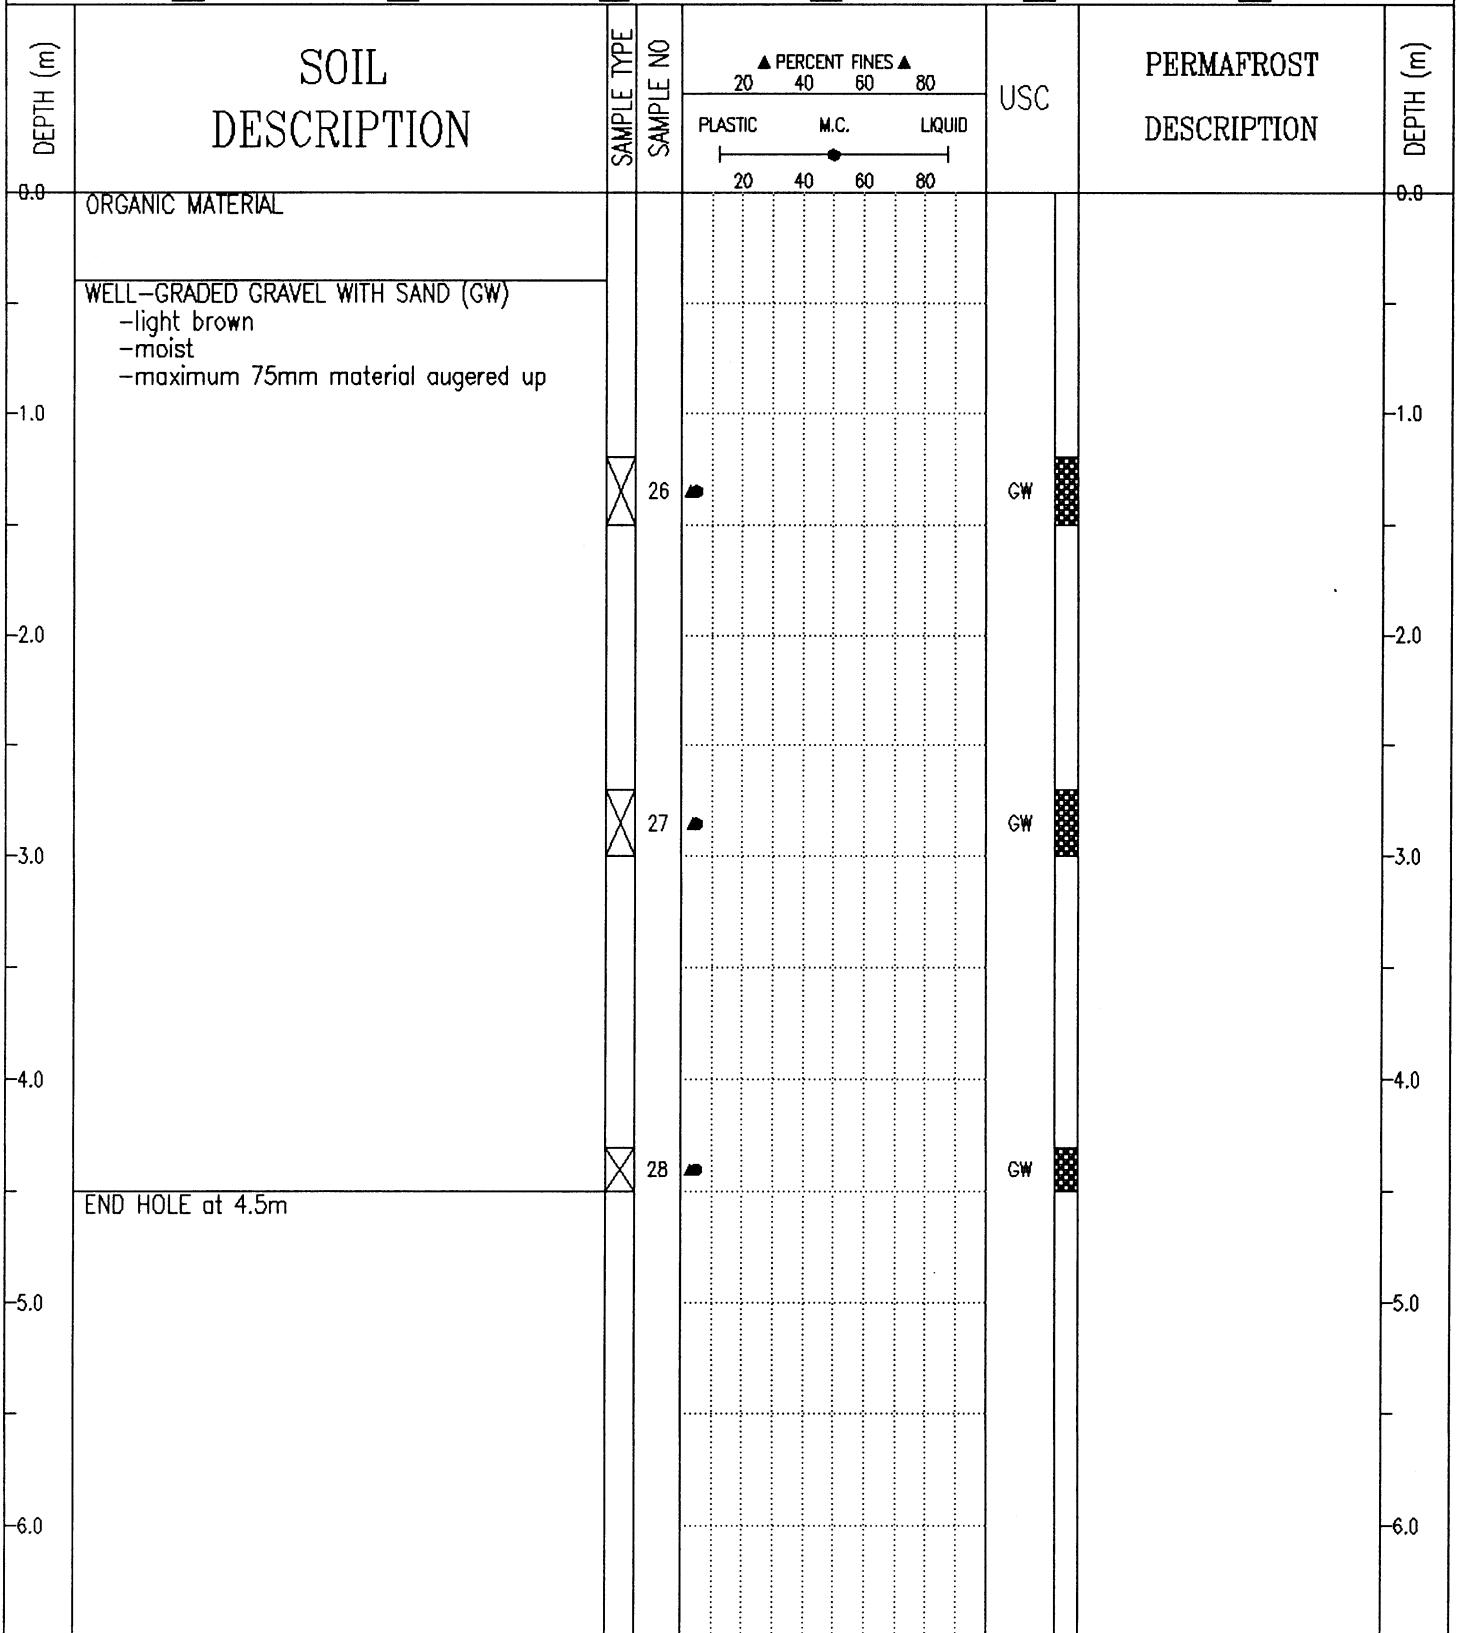 DEPTH (m)
SOIL
DESCRIPTION
SAMPLE TYPE
SAMPLE NO
▲ PERCENT FINES ▲
20 40 60 80
PLASTIC M.C. LIQUID
20 40 60 80
USC
PERMAFROST
DESCRIPTION
DEPTH (m)
0.0 0.0
ORGANIC MATERIAL
WELL-GRADED GRAVEL WITH SAND (GW)
-light brown
-moist
-maximum 75mm material augered up
1.0 1.0
26 GW
2.0 2.0
27 GW
3.0 3.0
4.0 4.0
28 GW
END HOLE at 4.5m
5.0 5.0
6.0 6.0